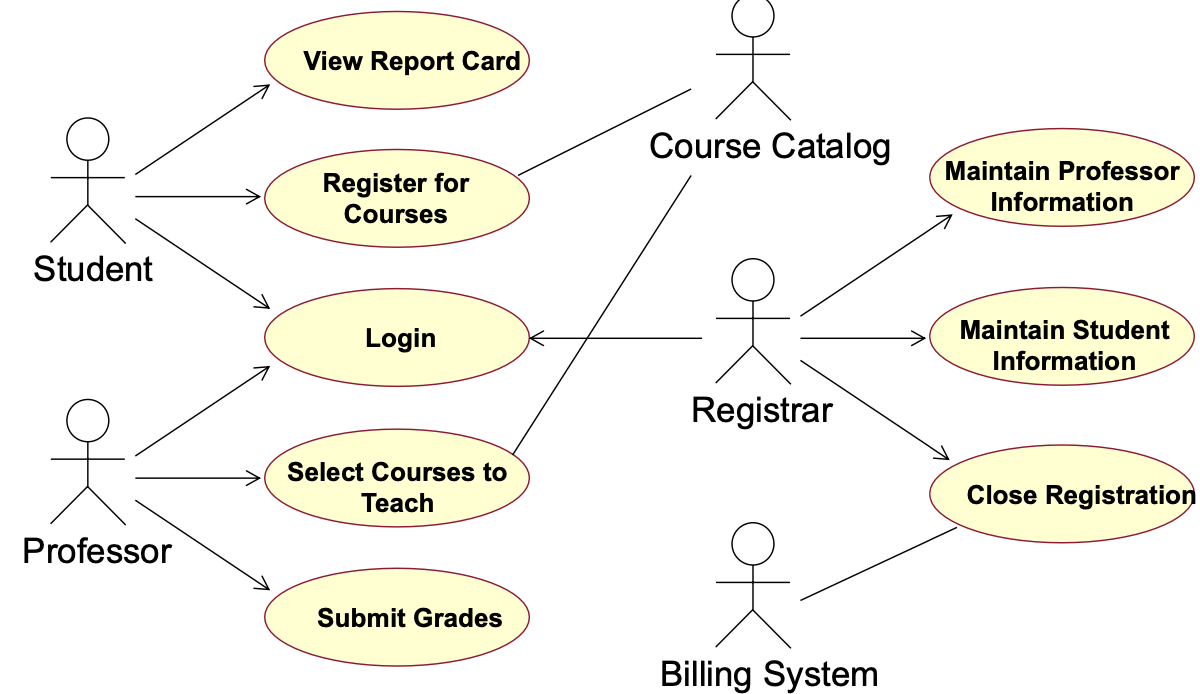 View Report Card
Course Catalog
Register for
Courses
Maintain Professor
Information
Student
Login
Maintain Student
Information
Registrar
Select Courses to
Teach
Close Registration
Professor
Submit Grades
Billing System